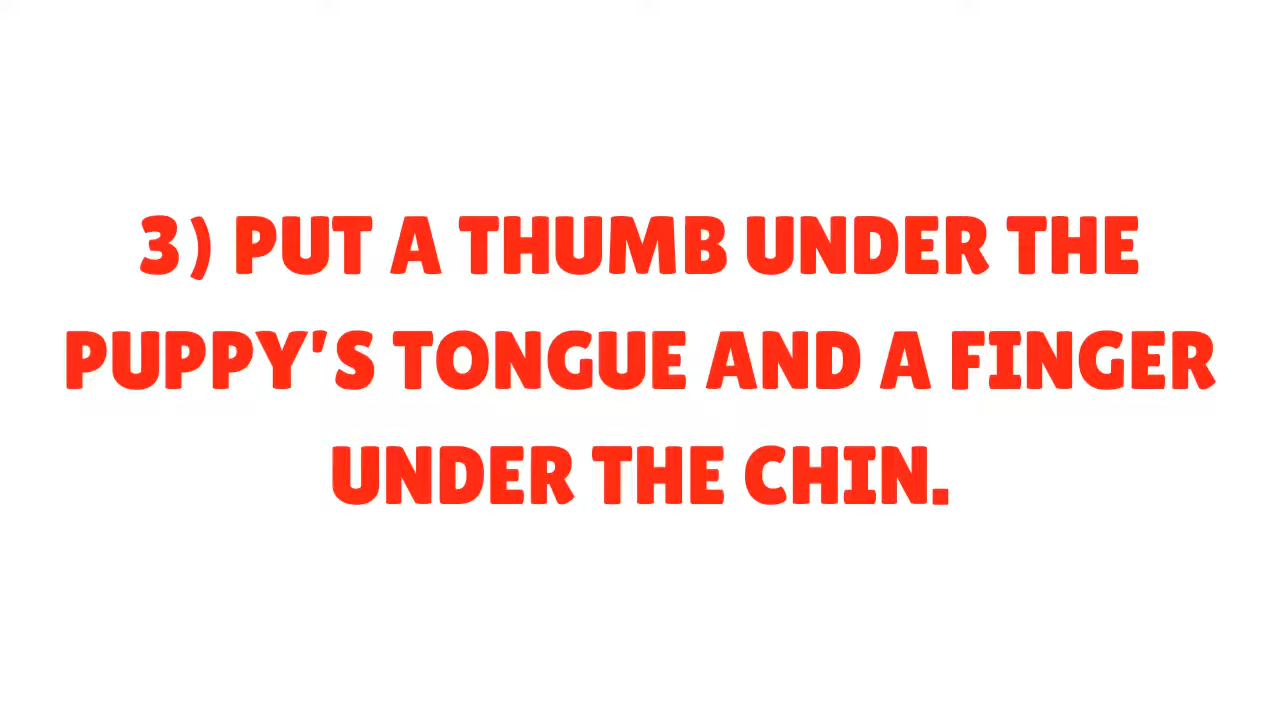 3) PUT A THUMB UNDER THE
PUPPY'S TONGUE AND A FINGER
UNDER THE CHIN.